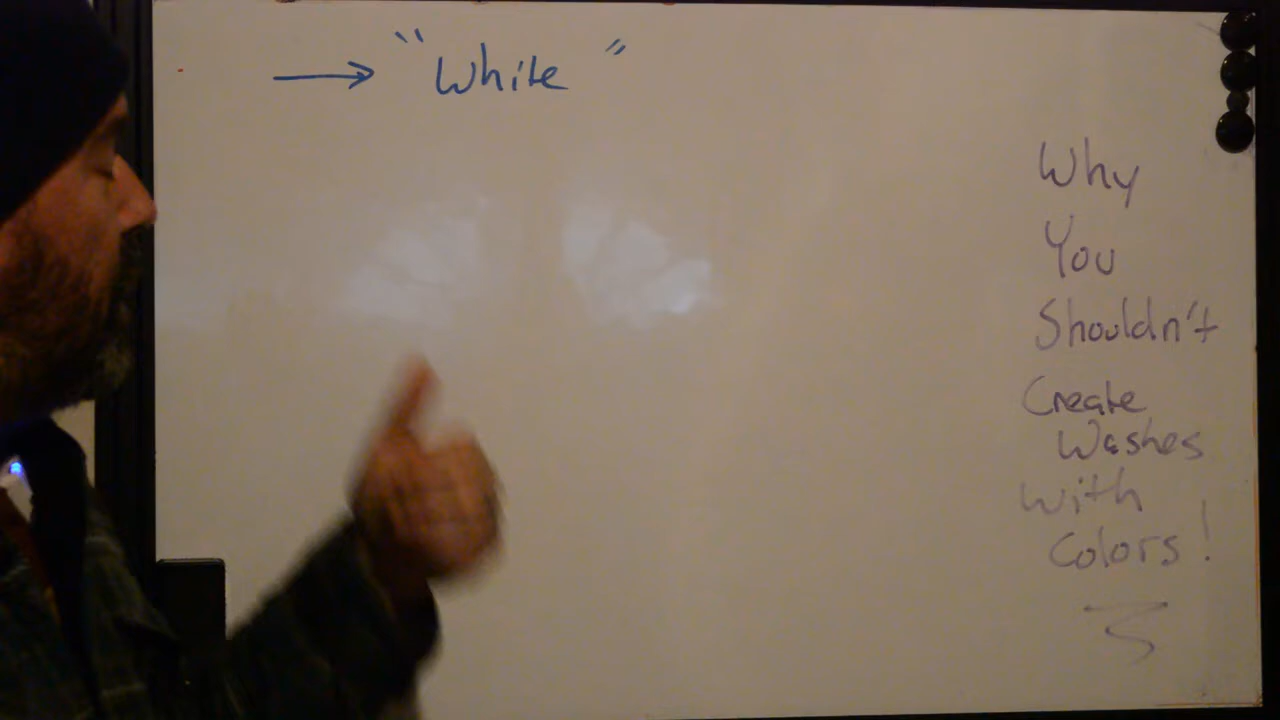 → "White"
Why
You
Shouldn't
Create
Washes
with
Colors!